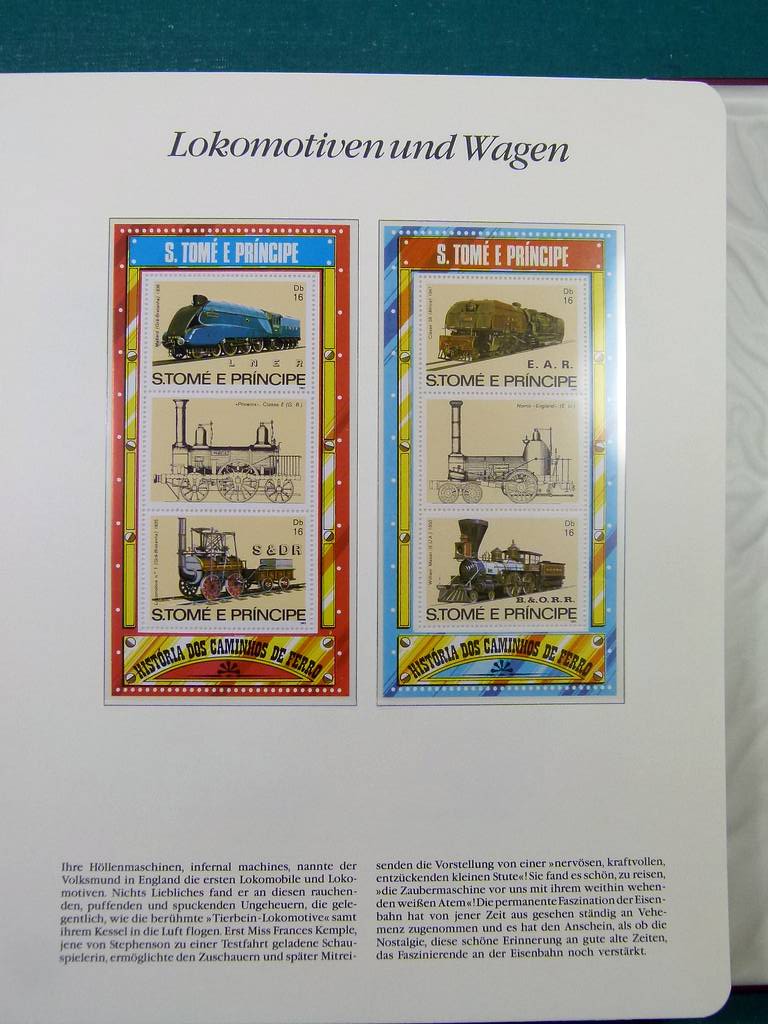 Lokomotiven und Wagen
S. TOMÉ E PRÍNCIPE
Db
16
L N E R
S.TOMÉ E PRÍNCIPE
«Phoenix» - Classe E (G. B.)
Db
16
S & DR
S.TOMÉ E PRÍNCIPE
HISTÓRIA DOS CAMINHOS DE FERRO
S. TOMÉ E PRÍNCIPE
Db
16
E. A. R.
S.TOMÉ E PRÍNCIPE
Norris «England»
Db
16
William Mason (E.U.A.)
B.&.O.R.R.
S.TOMÉ E PRÍNCIPE
HISTÓRIA DOS CAMINHOS DE FERRO
Ihre Höllenmaschinen, infernal machines, nannte der
Volksmund in England die ersten Lokomobile und Loko-
motiven. Nichts Liebliches fand er an diesen rauchen-
den, puffenden und spuckenden Ungeheuern, die gele-
gentlich, wie die berühmte »Tierbein-Lokomotive« samt
ihrem Kessel in die Luft flogen. Erst Miss Frances Kemple,
jene von Stephenson zu einer Testfahrt geladene Schau-
spielerin, ermöglichte den Zuschauern und später Mitrei-
senden die Vorstellung von einer »nervösen, kraftvollen,
entzückenden kleinen Stute«! Sie fand es schön, zu reisen,
»die Zaubermaschine vor uns mit ihrem weithin wehen-
den weißen Atem«! Die permanente Faszination der Eisen-
bahn hat von jener Zeit aus gesehen ständig an Vehe-
menz zugenommen und es hat den Anschein, als ob die
Nostalgie, diese schöne Erinnerung an gute alte Zeiten,
das Faszinierende an der Eisenbahn noch verstärkt.